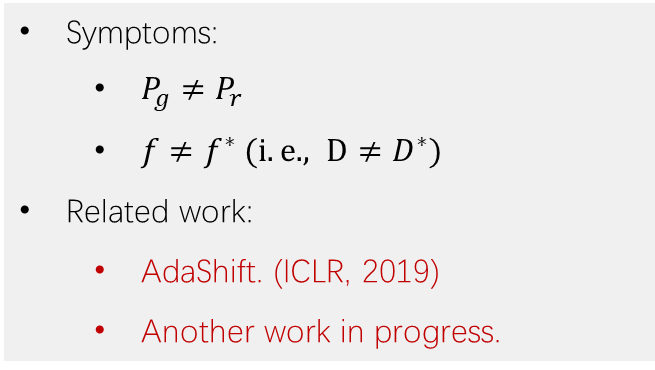 • Symptoms:
• P_g ≠ P_r
• f ≠ f* (i.e., D ≠ D*)
• Related work:
• AdaShift. (ICLR, 2019)
• Another work in progress.